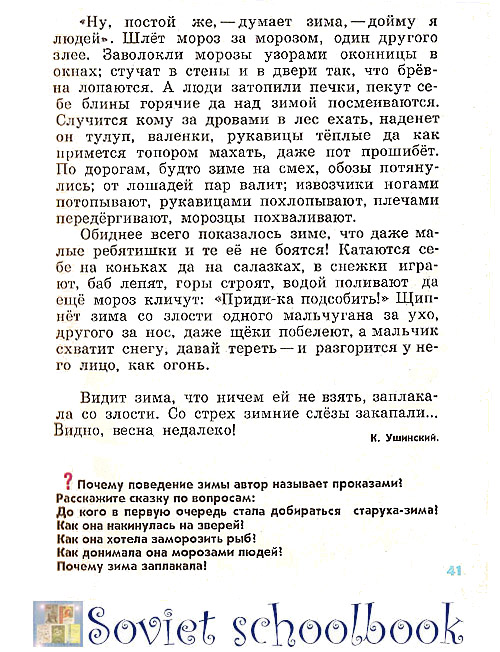 «Ну, постой же, — думает зима, — дойму я
людей». Шлёт мороз за морозом, один другого
злее. Заволокли морозы узорами оконницы в
окнах; стучат в стены и в двери так, что брёв-
на лопаются. А люди затопили печки, пекут се-
бе блины горячие да над зимой посмеиваются.
Случится кому за дровами в лес ехать, наденет
он тулуп, валенки, рукавицы тёплые да как
примется топором махать, даже пот прошибёт.
По дорогам, будто зиме на смех, обозы потяну-
лись; от лошадей пар валит; извозчики ногами
потопывают, рукавицами похлопывают, плечами
передёргивают, морозцы похваливают.
Обиднее всего показалось зиме, что даже ма-
лые ребятишки и те её не боятся! Катаются се-
бе на коньках да на салазках, в снежки игра-
ют, баб лепят, горы строят, водой поливают да
ещё мороз кличут: «Приди-ка подсобить!» Щип-
нёт зима со злости одного мальчугана за ухо,
другого за нос, даже щёки побелеют, а мальчик
схватит снегу, давай тереть — и разгорится у не-
го лицо, как огонь.
Видит зима, что ничем ей не взять, заплака-
ла со злости. Со стрех зимние слёзы закапали...
Видно, весна недалеко!
К. Ушинский.
? Почему поведение зимы автор называет проказами?
Расскажите сказку по вопросам:
До кого в первую очередь стала добираться старуха-зима?
Как она накинулась на зверей?
Как она хотела заморозить рыб?
Как донимала она морозами людей?
Почему зима заплакала?
41
Soviet schoolbook